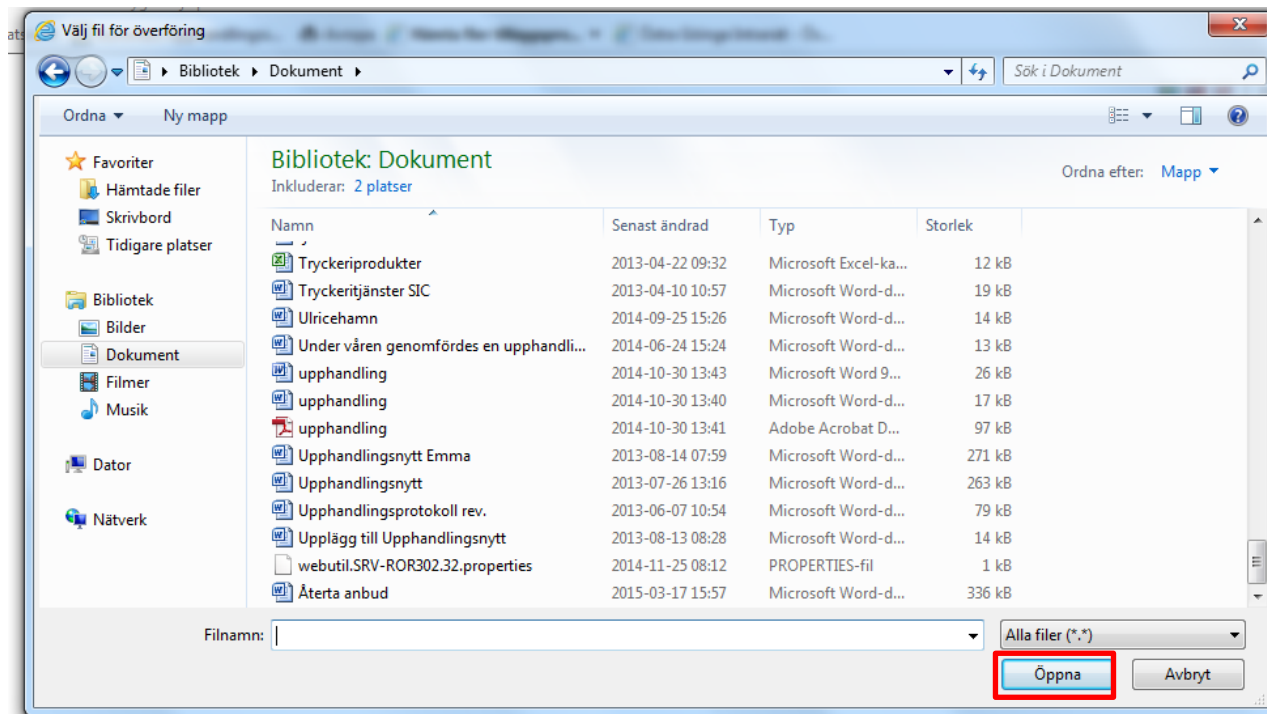 Välj fil för överföring
Bibliotek Dokument
Sök i Dokument
Ordna Ny mapp
Favoriter
Hämtade filer
Skrivbord
Tidigare platser
Bibliotek
Bilder
Dokument
Filmer
Musik
Dator
Nätverk
Bibliotek: Dokument
Inkluderar: 2 platser
Ordna efter: Mapp
Namn Senast ändrad Typ Storlek
Tryckeriprodukter 2013-04-22 09:32 Microsoft Excel-ka... 12 kB
Tryckeritjänster SIC 2013-04-10 10:57 Microsoft Word-d... 19 kB
Ulricehamn 2014-09-25 15:26 Microsoft Word-d... 14 kB
Under våren genomfördes en upphandli... 2014-06-24 15:24 Microsoft Word-d... 13 kB
upphandling 2014-10-30 13:43 Microsoft Word 9... 26 kB
upphandling 2014-10-30 13:40 Microsoft Word-d... 17 kB
upphandling 2014-10-30 13:41 Adobe Acrobat D... 97 kB
Upphandlingsnytt Emma 2013-08-14 07:59 Microsoft Word-d... 271 kB
Upphandlingsnytt 2013-07-26 13:16 Microsoft Word-d... 263 kB
Upphandlingsprotokoll rev. 2013-06-07 10:54 Microsoft Word-d... 79 kB
Upplägg till Upphandlingsnytt 2013-08-13 08:28 Microsoft Word-d... 14 kB
webutil.SRV-ROR302.32.properties 2014-11-25 08:12 PROPERTIES-fil 1 kB
Återta anbud 2015-03-17 15:57 Microsoft Word-d... 336 kB
Filnamn: Alla filer (*.*)
Öppna Avbryt